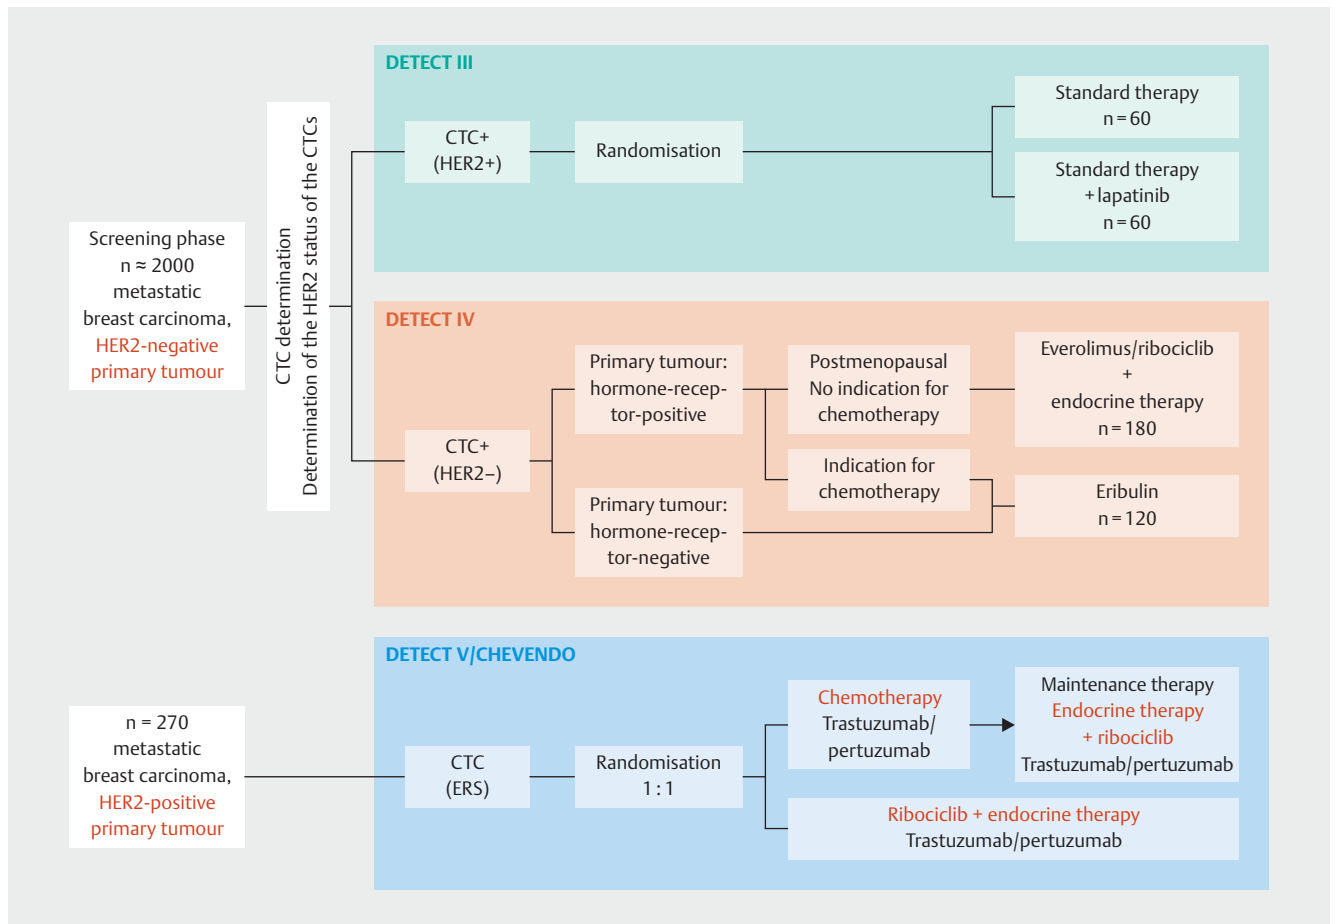 Screening phase
n ≈ 2000
metastatic
breast carcinoma,
HER2-negative
primary tumour
CTC determination
Determination of the HER2 status of the CTCs
DETECT III
CTC+
(HER2+)
Randomisation
Standard therapy
n = 60
Standard therapy
+ lapatinib
n = 60
DETECT IV
CTC+
(HER2–)
Primary tumour:
hormone-recep-
tor-positive
Postmenopausal
No indication for
chemotherapy
Everolimus/ribociclib
+
endocrine therapy
n = 180
Indication for
chemotherapy
Primary tumour:
hormone-recep-
tor-negative
Eribulin
n = 120
n = 270
metastatic
breast carcinoma,
HER2-positive
primary tumour
DETECT V/CHEVENDO
CTC
(ERS)
Randomisation
1 : 1
Chemotherapy
Trastuzumab/
pertuzumab
Maintenance therapy
Endocrine therapy
+ ribociclib
Trastuzumab/pertuzumab
Ribociclib + endocrine therapy
Trastuzumab/pertuzumab